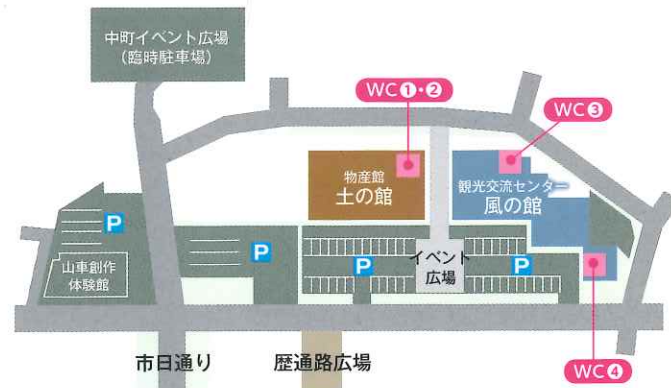 中町イベント広場
(臨時駐車場)
WC❶・❷
WC❸
物産館
土の館
観光交流センター
風の館
P
P
P
P
イベント
広場
山車創作
体験館
市日通り
歴通路広場
WC❹